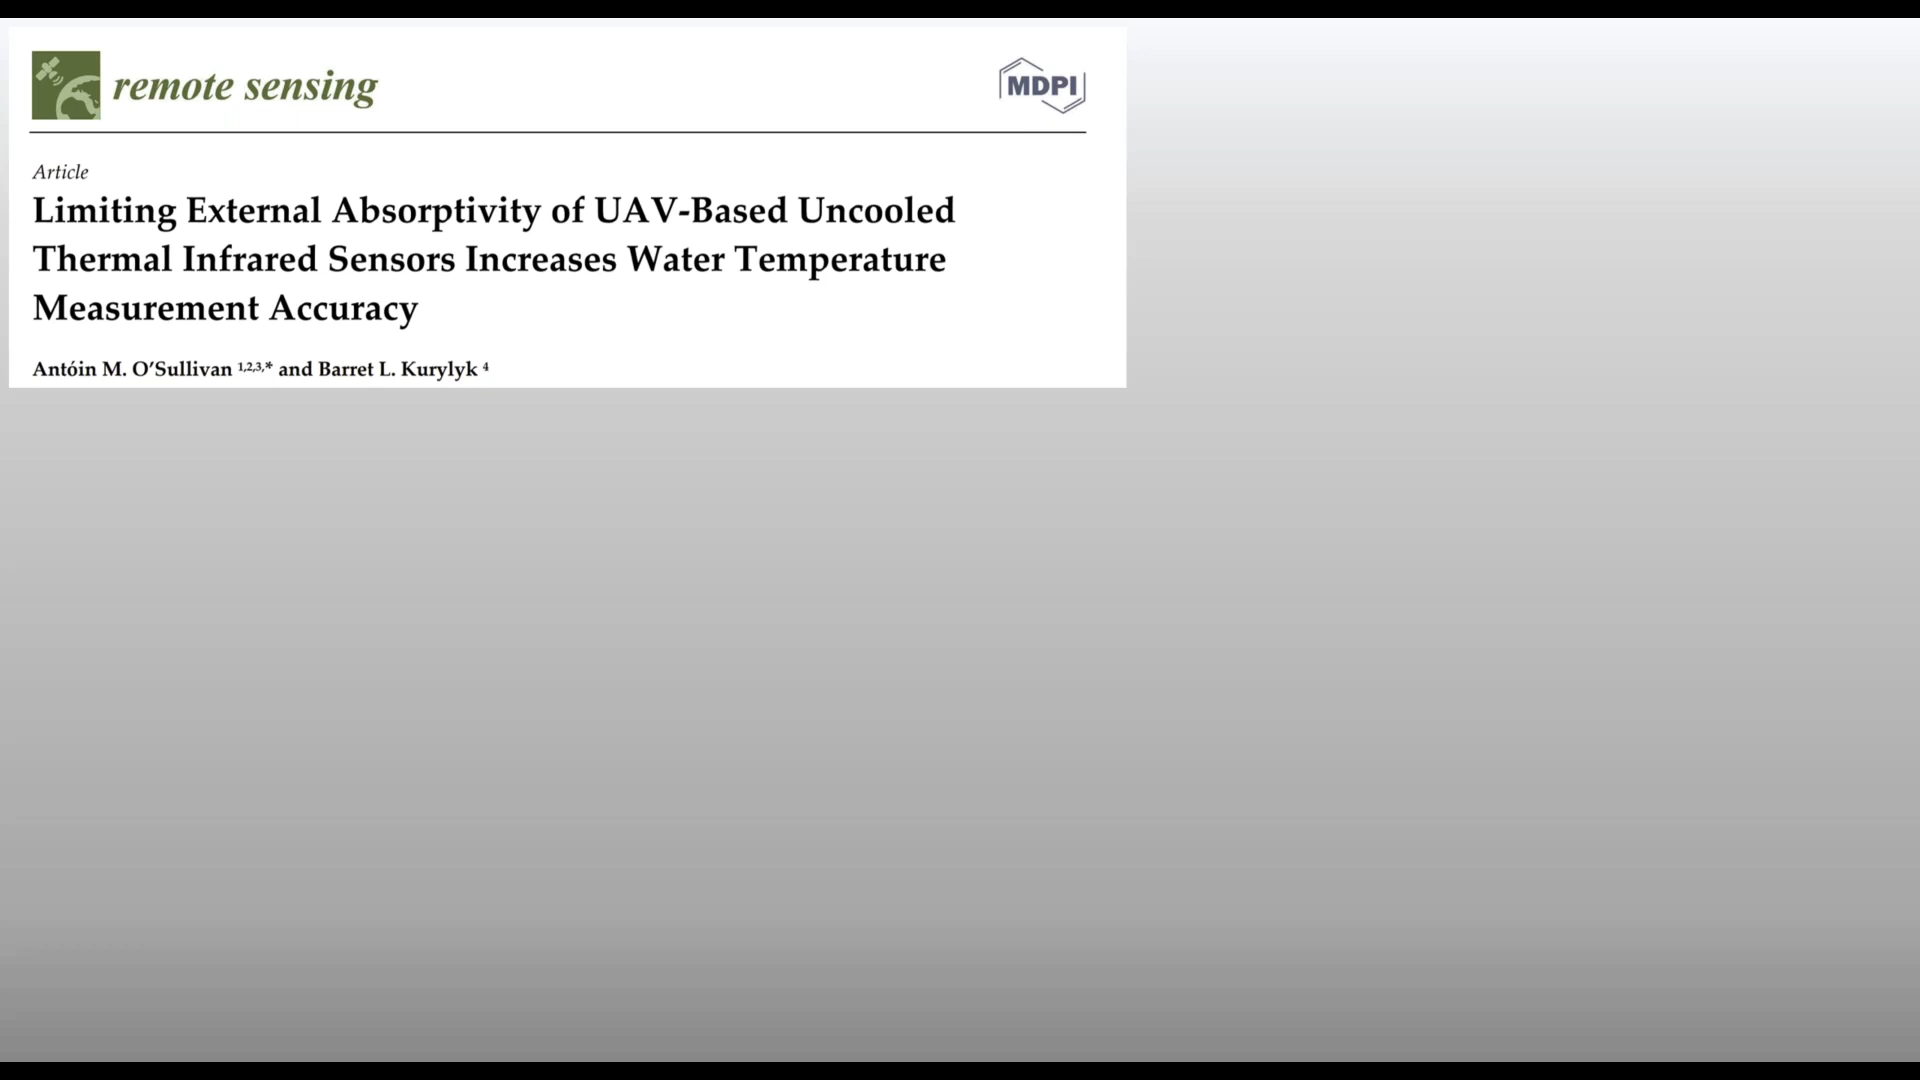 remote sensing
MDPI
Article
Limiting External Absorptivity of UAV-Based Uncooled
Thermal Infrared Sensors Increases Water Temperature
Measurement Accuracy
Antóin M. O’Sullivan 1,2,3,* and Barret L. Kurylyk 4